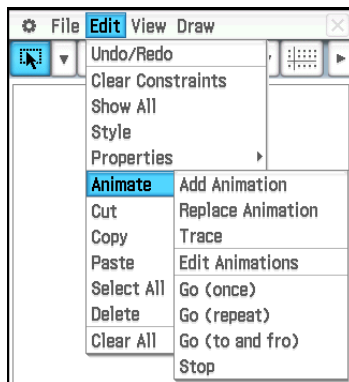 File Edit View Draw
Undo/Redo
Clear Constraints
Show All
Style
Properties
Animate
Cut
Copy
Paste
Select All
Delete
Clear All
Add Animation
Replace Animation
Trace
Edit Animations
Go (once)
Go (repeat)
Go (to and fro)
Stop